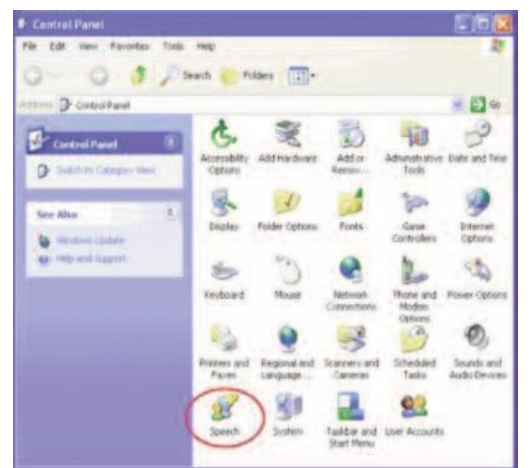 Control Panel
File Edit View Favorites Tools Help
Search Folders
Address Control Panel Go
Control Panel
Switch to Category View
See Also
Windows Update
Help and Support
Accessibility Options
Add Hardware
Add or Remov...
Administrative Tools
Date and Time
Display
Folder Options
Fonts
Game Controllers
Internet Options
Keyboard
Mouse
Network Connections
Phone and Modem Options
Power Options
Printers and Faxes
Regional and Language ...
Scanners and Cameras
Scheduled Tasks
Sounds and Audio Devices
Speech
System
Taskbar and Start Menu
User Accounts